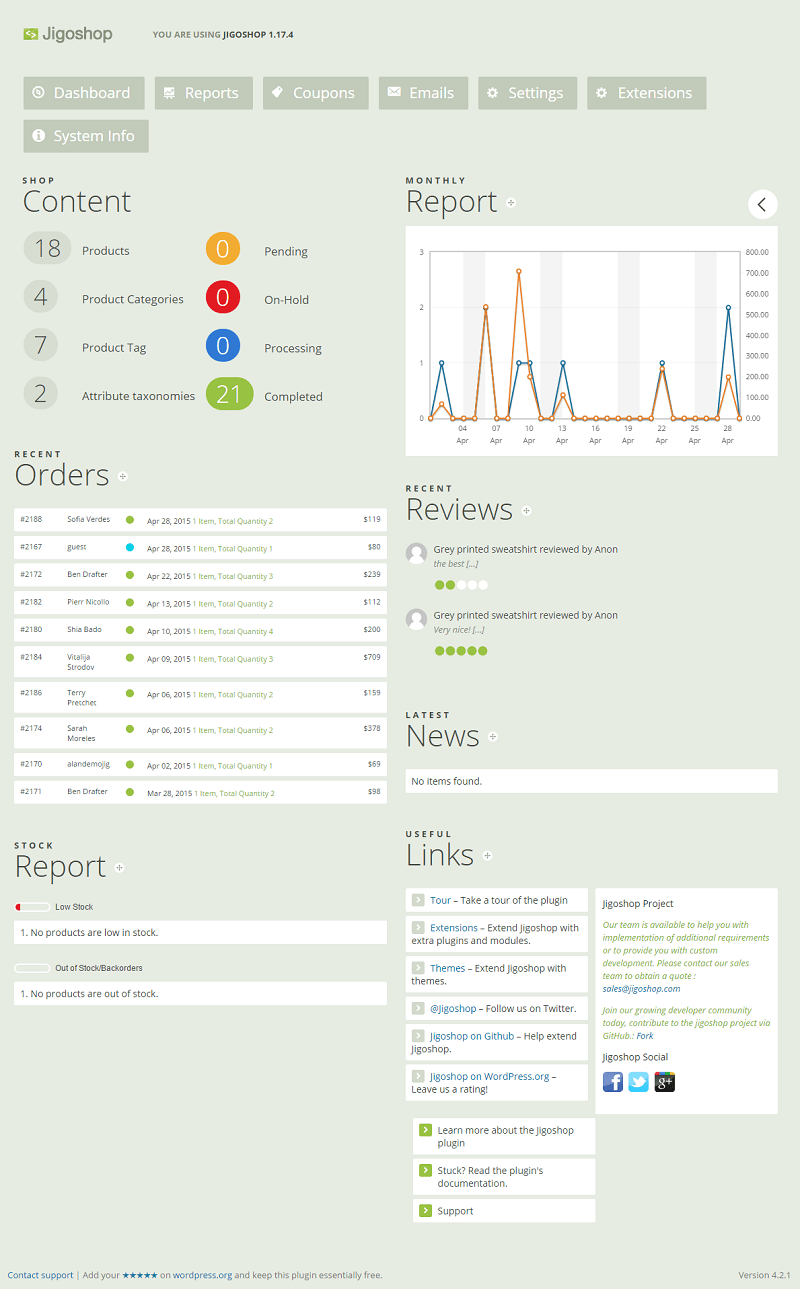 Jigoshop
YOU ARE USING JIGOSHOP 1.17.4
Dashboard
Reports
Coupons
Emails
Settings
Extensions
System Info
SHOP
Content
18 Products
0 Pending
4 Product Categories
0 On-Hold
7 Product Tag
0 Processing
2 Attribute taxonomies
21 Completed
RECENT
Orders
#2188 Sofia Verdes Apr 28, 2015 1 Item, Total Quantity 2 $119
#2167 guest Apr 28, 2015 1 Item, Total Quantity 1 $80
#2172 Ben Drafter Apr 22, 2015 1 Item, Total Quantity 3 $239
#2182 Pierr Nicollo Apr 13, 2015 1 Item, Total Quantity 2 $112
#2180 Shia Bado Apr 10, 2015 1 Item, Total Quantity 4 $200
#2184 Vitalija Apr 09, 2015 1 Item, Total Quantity 3 $709
Strodov
#2186 Terry Apr 06, 2015 1 Item, Total Quantity 2 $159
Pretchet
#2174 Sarah Apr 06, 2015 1 Item, Total Quantity 2 $378
Moreles
#2170 alandemojig Apr 02, 2015 1 Item, Total Quantity 1 $69
#2171 Ben Drafter Mar 28, 2015 1 Item, Total Quantity 2 $98
STOCK
Report
Low Stock
1. No products are low in stock.
Out of Stock/Backorders
1. No products are out of stock.
MONTHLY
Report
3
2
1
0
800.00
700.00
600.00
500.00
400.00
300.00
200.00
100.00
0.00
04 07 10 13 16 19 22 25 28
Apr Apr Apr Apr Apr Apr Apr Apr Apr
RECENT
Reviews
Grey printed sweatshirt reviewed by Anon
the best [...]
Grey printed sweatshirt reviewed by Anon
Very nice! [...]
LATEST
News
No items found.
USEFUL
Links
Tour – Take a tour of the plugin
Extensions – Extend Jigoshop with
extra plugins and modules.
Themes – Extend Jigoshop with
themes.
@Jigoshop – Follow us on Twitter.
Jigoshop on Github – Help extend
Jigoshop.
Jigoshop on WordPress.org –
Leave us a rating!
Jigoshop Project
Our team is available to help you with
implementation of additional requirements
or to provide you with custom
development. Please contact our sales
team to obtain a quote :
sales@jigoshop.com
Join our growing developer community
today, contribute to the jigoshop project via
GitHub.: Fork
Jigoshop Social
f
g+
Learn more about the Jigoshop
plugin
Stuck? Read the plugin's
documentation.
Support
Contact support | Add your ★★★★★ on wordpress.org and keep this plugin essentially free.
Version 4.2.1